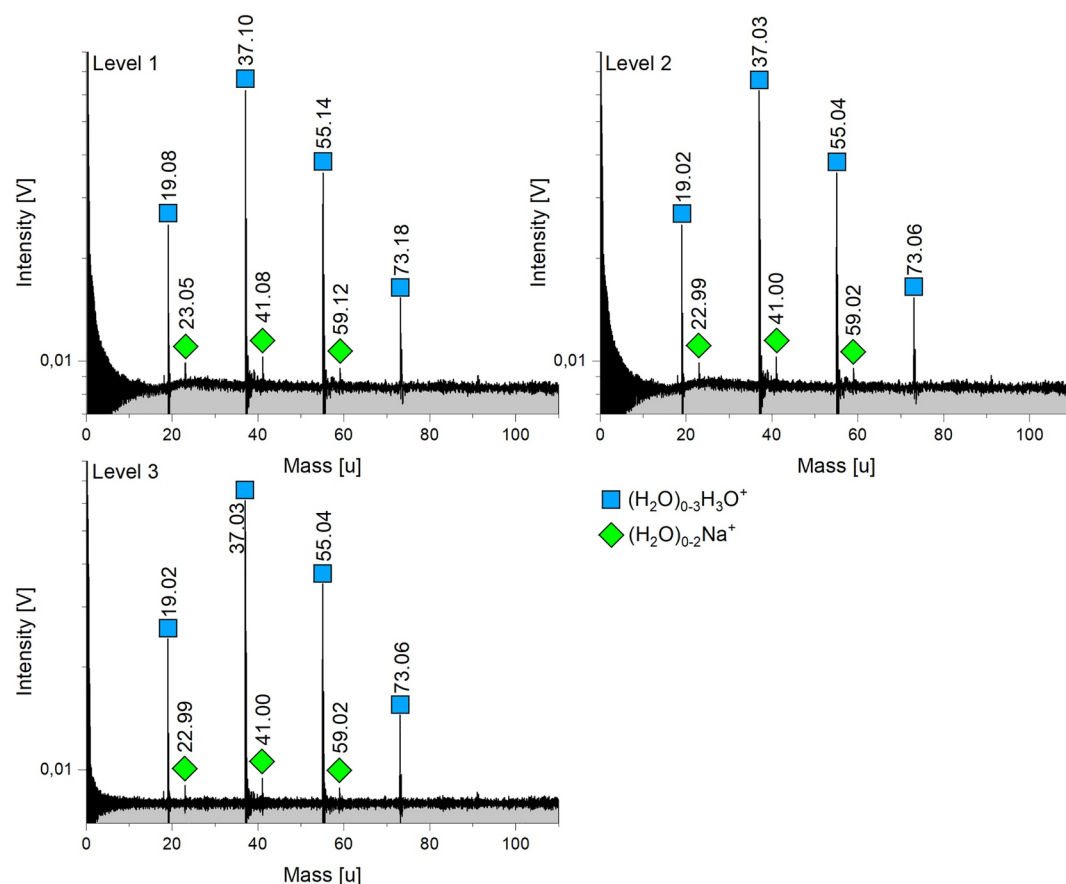 Level 1
37.10
55.14
19.08
73.18
23.05
41.08
59.12
Intensity [V]
0,01
0 20 40 60 80 100
Mass [u]
Level 2
37.03
55.04
19.02
73.06
22.99
41.00
59.02
Intensity [V]
0,01
0 20 40 60 80 100
Mass [u]
Level 3
37.03
55.04
19.02
73.06
22.99
41.00
59.02
Intensity [V]
0,01
0 20 40 60 80 100
Mass [u]
(H₂O)₀₋₃H₃O⁺
(H₂O)₀₋₂Na⁺